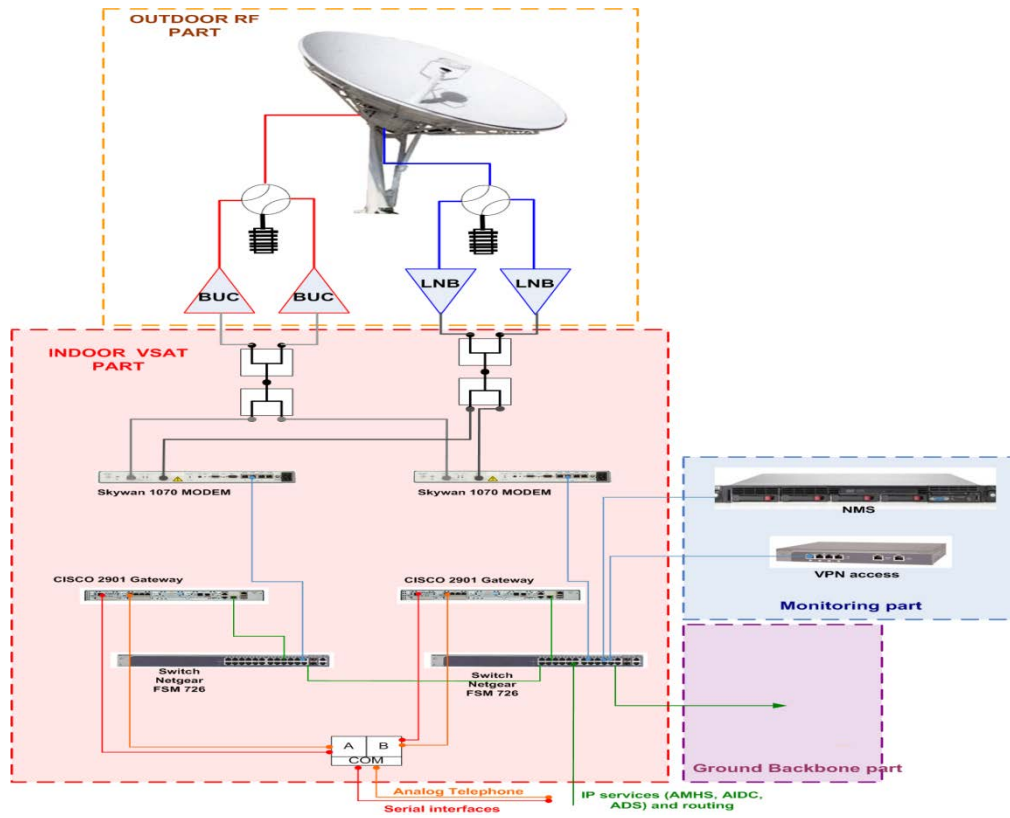 OUTDOOR RF
PART
BUC
BUC
LNB
LNB
INDOOR VSAT
PART
Skywan 1070 MODEM
Skywan 1070 MODEM
NMS
VPN access
Monitoring part
CISCO 2901 Gateway
CISCO 2901 Gateway
Switch
Netgear
FSM 726
Switch
Netgear
FSM 726
A
B
COM
Ground Backbone part
Analog Telephone
Serial interfaces
IP services (AMHS, AIDC,
ADS) and routing